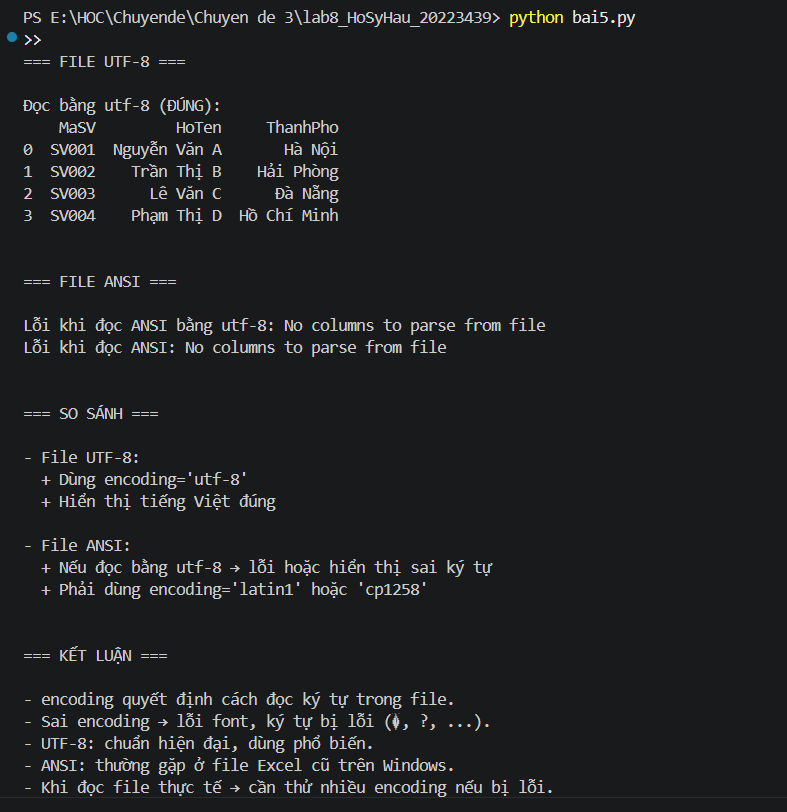 PS E:\HOC\Chuyende\Chuyen de 3\lab8_HoSyHau_20223439> python bai5.py
>>
=== FILE UTF-8 ===
Đọc bằng utf-8 (ĐÚNG):
    MaSV         HoTen     ThanhPho
0  SV001  Nguyễn Văn A       Hà Nội
1  SV002    Trần Thị B    Hải Phòng
2  SV003      Lê Văn C      Đà Nẵng
3  SV004    Phạm Thị D  Hồ Chí Minh
=== FILE ANSI ===
Lỗi khi đọc ANSI bằng utf-8: No columns to parse from file
Lỗi khi đọc ANSI: No columns to parse from file
=== SO SÁNH ===
- File UTF-8:
  + Dùng encoding='utf-8'
  + Hiển thị tiếng Việt đúng
- File ANSI:
  + Nếu đọc bằng utf-8 → lỗi hoặc hiển thị sai ký tự
  + Phải dùng encoding='latin1' hoặc 'cp1258'
=== KẾT LUẬN ===
- encoding quyết định cách đọc ký tự trong file.
- Sai encoding → lỗi font, ký tự bị lỗi (�, ?, ...).
- UTF-8: chuẩn hiện đại, dùng phổ biến.
- ANSI: thường gặp ở file Excel cũ trên Windows.
- Khi đọc file thực tế → cần thử nhiều encoding nếu bị lỗi.